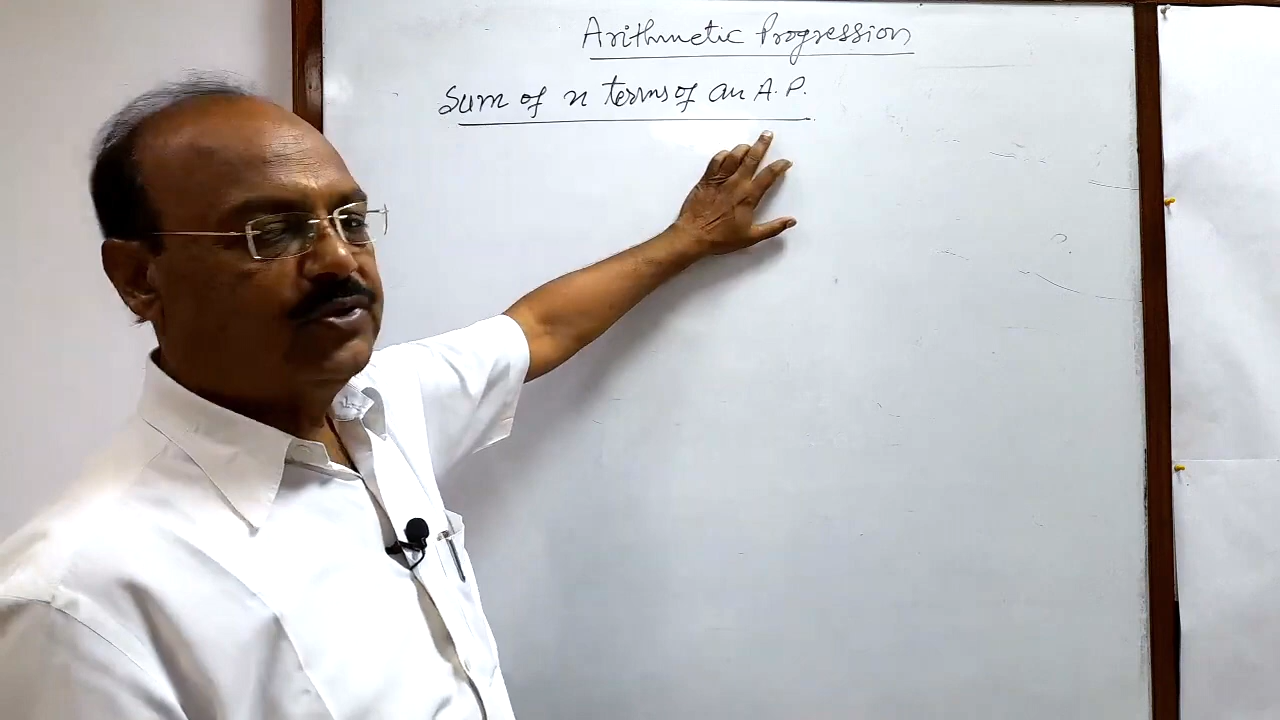 Arithmetic Progression
Sum of n terms of an A.P.